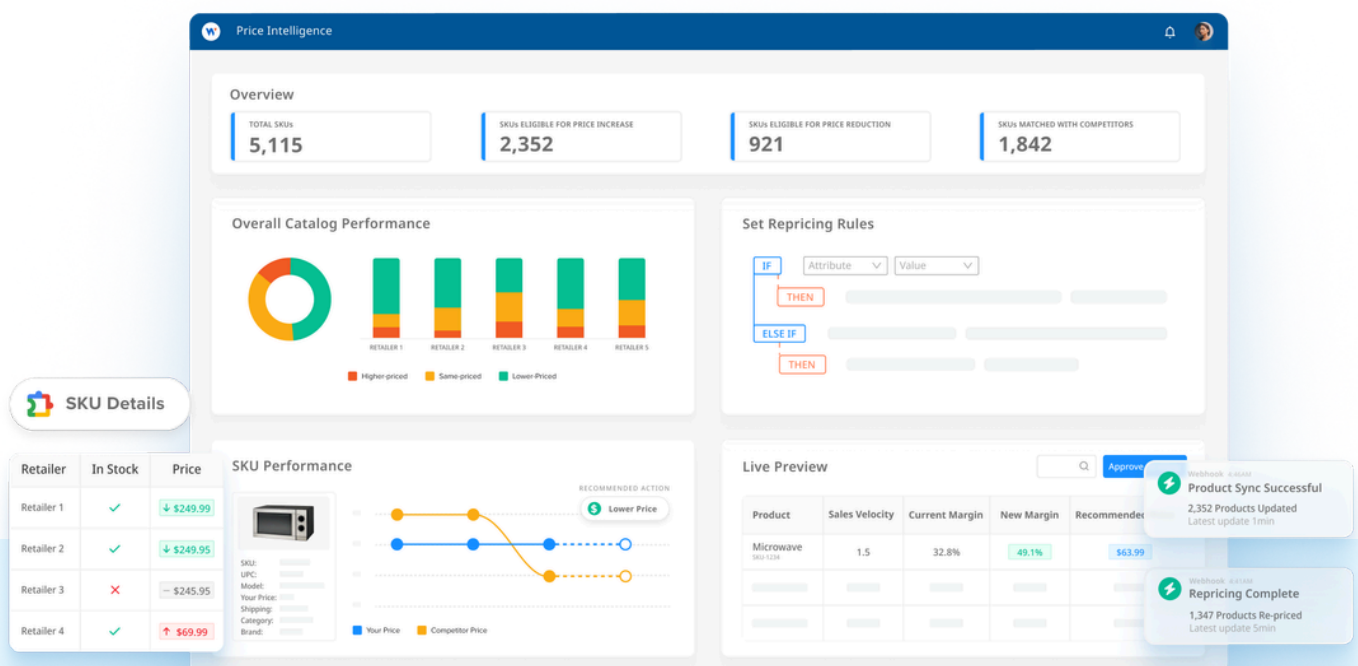 Price Intelligence
Overview
TOTAL SKUs
5,115
SKUs ELIGIBLE FOR PRICE INCREASE
2,352
SKUs ELIGIBLE FOR PRICE REDUCTION
921
SKUs MATCHED WITH COMPETITORS
1,842
Overall Catalog Performance
RETAILER 1 RETAILER 2 RETAILER 3 RETAILER 4 RETAILER 5
Higher-priced Same-priced Lower-Priced
Set Repricing Rules
IF Attribute Value
THEN
ELSE IF
THEN
SKU Details
Retailer In Stock Price
Retailer 1 $249.99
Retailer 2 $249.95
Retailer 3 $245.95
Retailer 4 $69.99
SKU Performance
RECOMMENDED ACTION
Lower Price
SKU:
UPC:
Model:
Your Price:
Shipping:
Category:
Brand:
Your Price Competitor Price
Live Preview
Approve
Product Sales Velocity Current Margin New Margin Recommended
Microwave 1.5 32.8% 49.1% $63.99
SKU-1234
Webhook
Product Sync Successful
2,352 Products Updated
Latest update 1min
Webhook
Repricing Complete
1,347 Products Re-priced
Latest update 5min